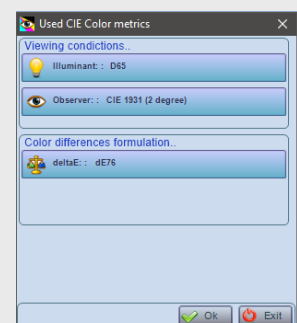 Used CIE Color metrics
Viewing condictions..
Illuminant: : D65
Observer: : CIE 1931 (2 degree)
Color differences formulation..
deltaE: : dE76
Ok
Exit